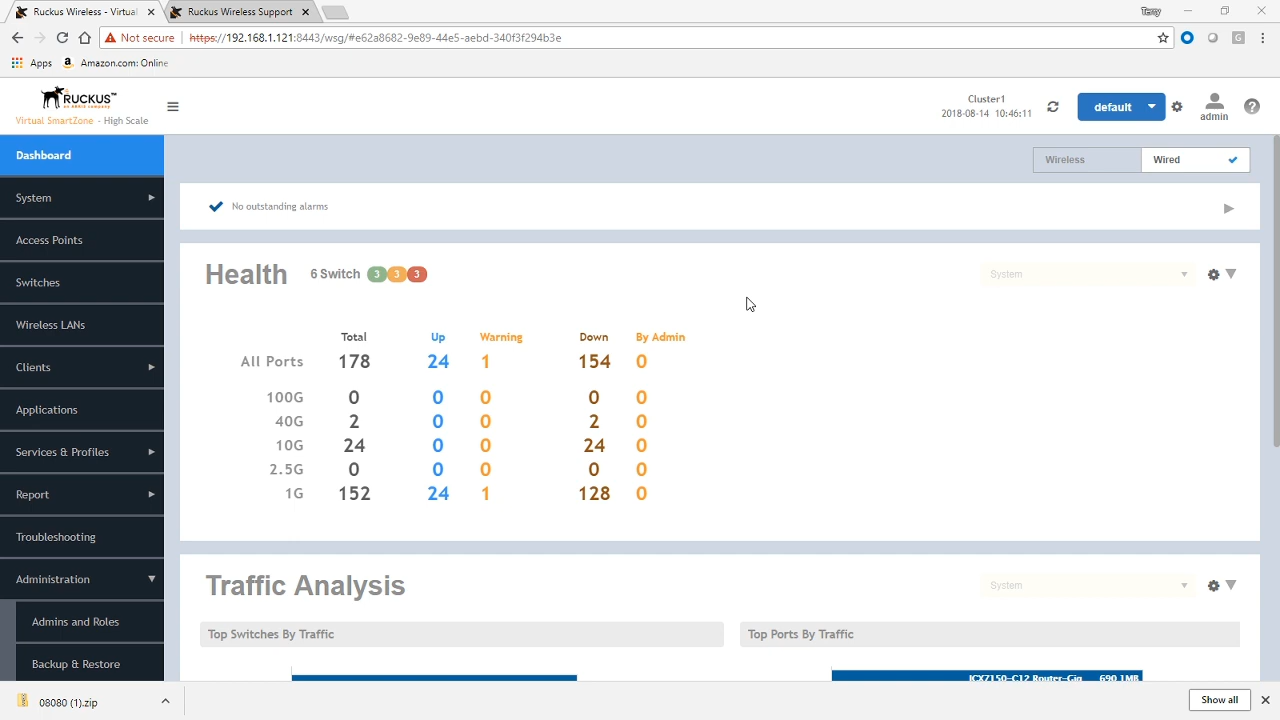 Ruckus Wireless - Virtual
Ruckus Wireless Support
Terry
Not secure https://192.168.1.121:8443/wsg/#e62a8682-9e89-44e5-aebd-340f3f294b3e
Apps
Amazon.com: Online
RUCKUS™
Virtual SmartZone - High Scale
Cluster1
2018-08-14 10:46:11
default
admin
Dashboard
System
Access Points
Switches
Wireless LANs
Clients
Applications
Services & Profiles
Report
Troubleshooting
Administration
Admins and Roles
Backup & Restore
Wireless
Wired
No outstanding alarms
Health 6 Switch 3 3 3
System
Total Up Warning Down By Admin
All Ports 178 24 1 154 0
100G 0 0 0 0 0
40G 2 0 0 2 0
10G 24 0 0 24 0
2.5G 0 0 0 0 0
1G 152 24 1 128 0
Traffic Analysis
System
Top Switches By Traffic
Top Ports By Traffic
ICX7150-C12 Router-Gig 690.1MB
08080 (1).zip
Show all